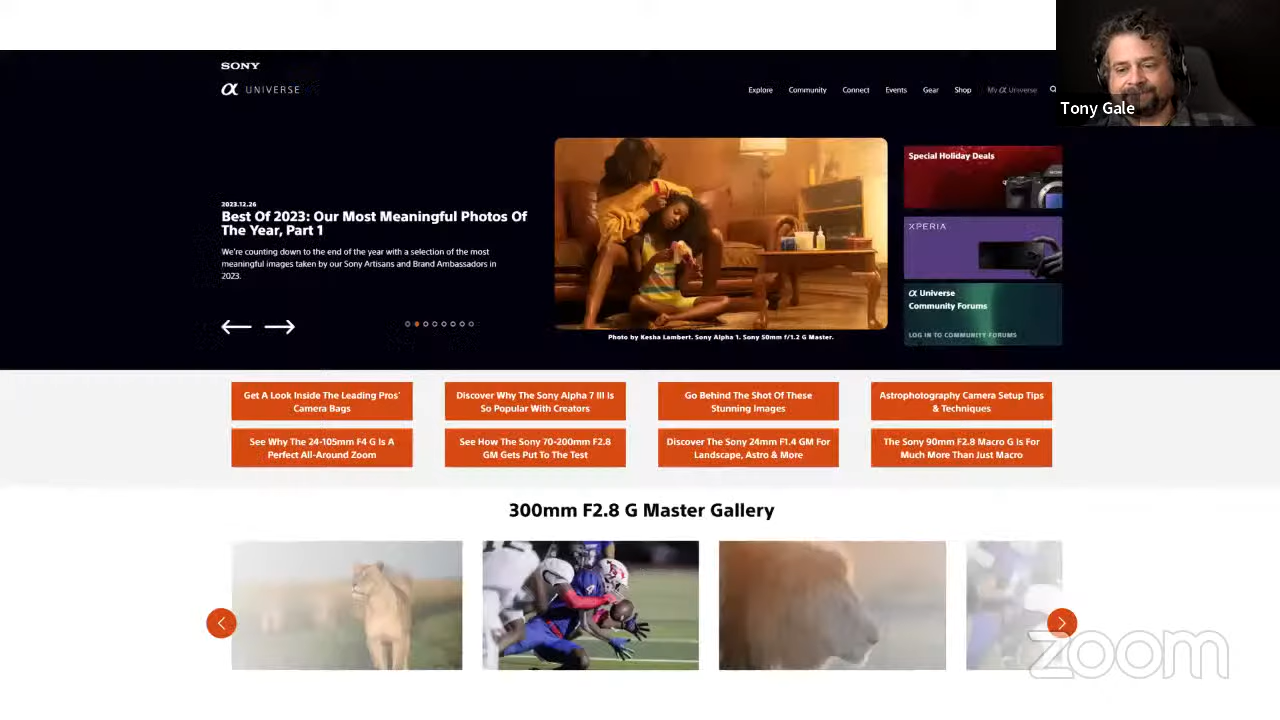 SONY
α UNIVERSE
Explore
Community
Connect
Events
Gear
Shop
My α Universe
Tony Gale
2023.12.26
Best Of 2023: Our Most Meaningful Photos Of
The Year, Part 1
We're counting down to the end of the year with a selection of the most
meaningful images taken by our Sony Artisans and Brand Ambassadors in
2023.
Photo by Kesha Lambert. Sony Alpha 1. Sony 50mm f/1.2 G Master.
Special Holiday Deals
XPERIA
α Universe
Community Forums
LOG IN TO COMMUNITY FORUMS
Get A Look Inside The Leading Pros'
Camera Bags
Discover Why The Sony Alpha 7 III Is
So Popular With Creators
Go Behind The Shot Of These
Stunning Images
Astrophotography Camera Setup Tips
& Techniques
See Why The 24-105mm F4 G Is A
Perfect All-Around Zoom
See How The Sony 70-200mm F2.8
GM Gets Put To The Test
Discover The Sony 24mm F1.4 GM For
Landscape, Astro & More
The Sony 90mm F2.8 Macro G Is For
Much More Than Just Macro
300mm F2.8 G Master Gallery
zoom